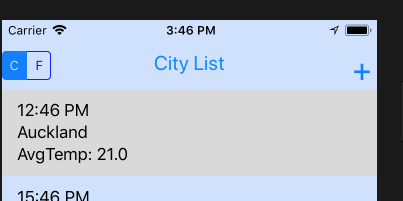 Carrier 3:46 PM
C F City List +
12:46 PM
Auckland
AvgTemp: 21.0
15:46 PM